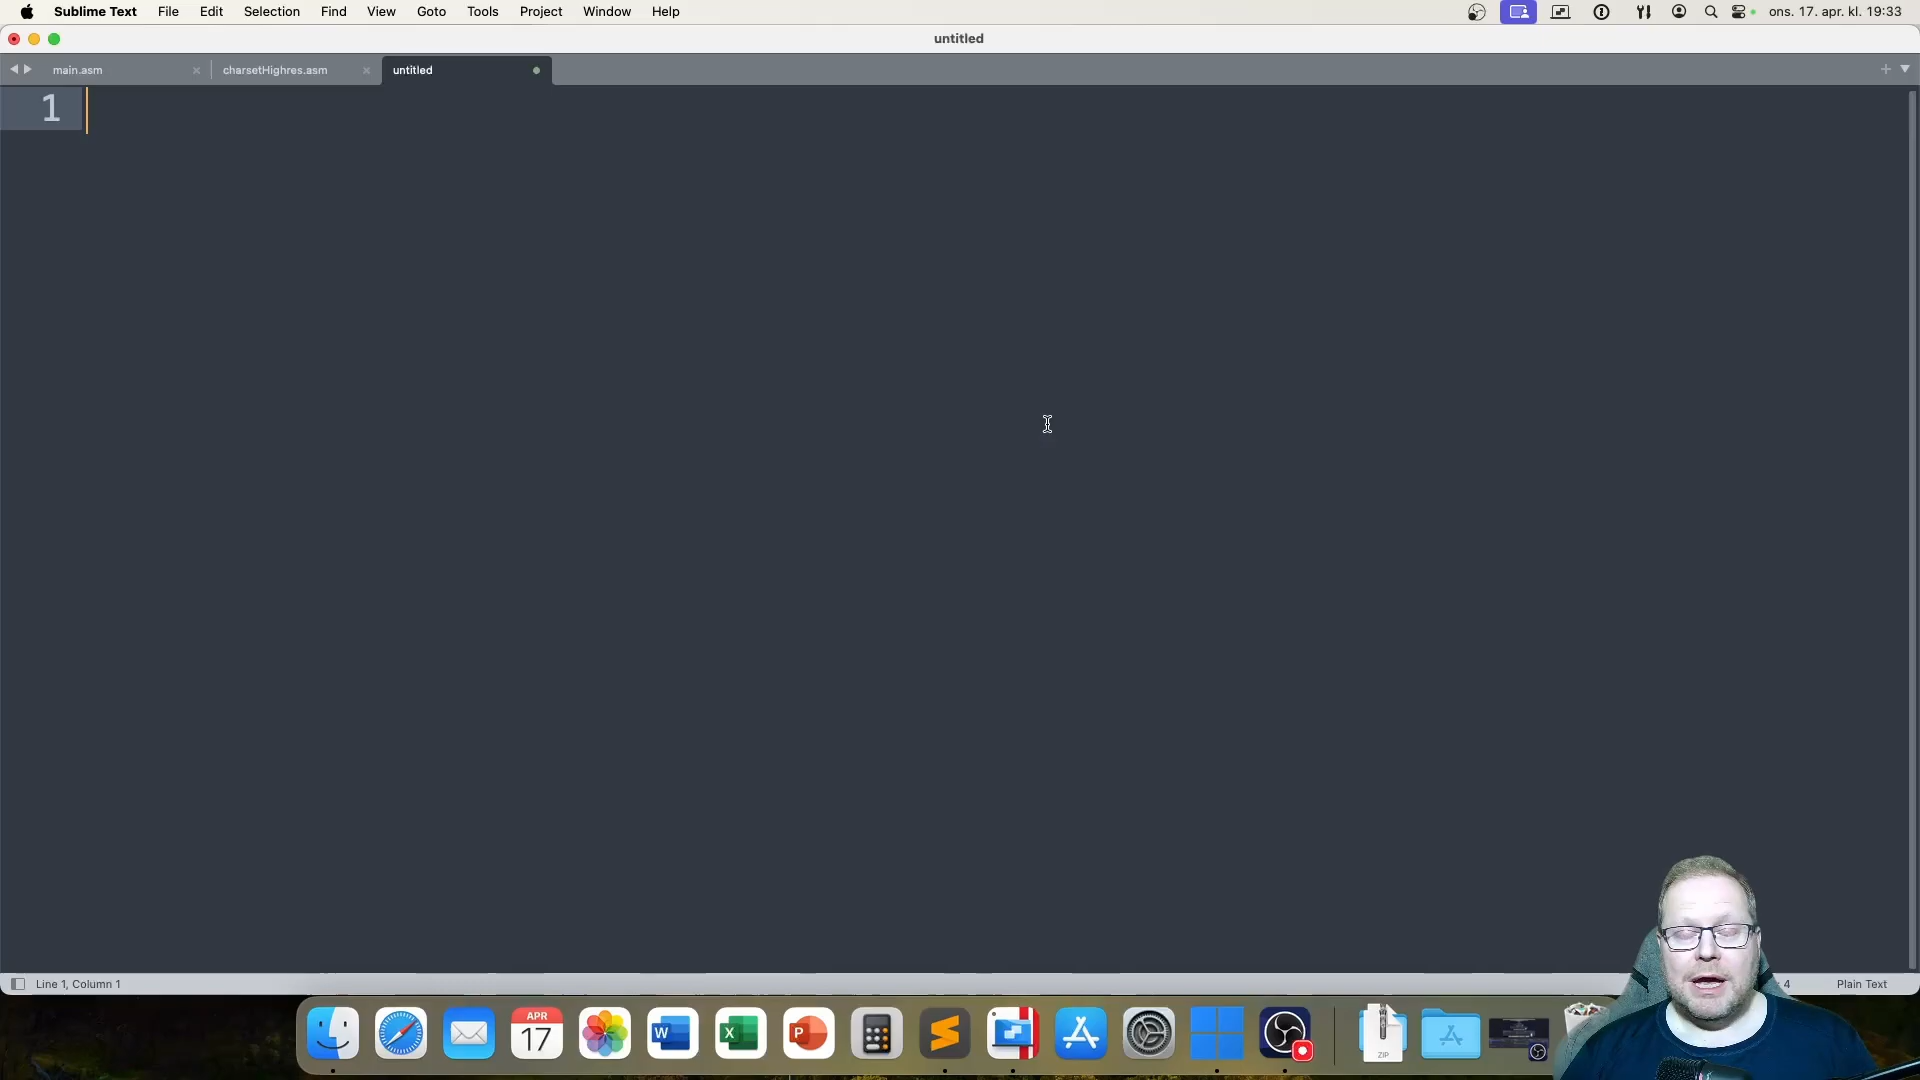 Sublime Text File Edit Selection Find View Goto Tools Project Window Help ons. 17. apr. kl. 19:33
untitled
main.asm charsetHighres.asm untitled
1
Line 1, Column 1 4 Plain Text
APR
17
W X P
ZIP